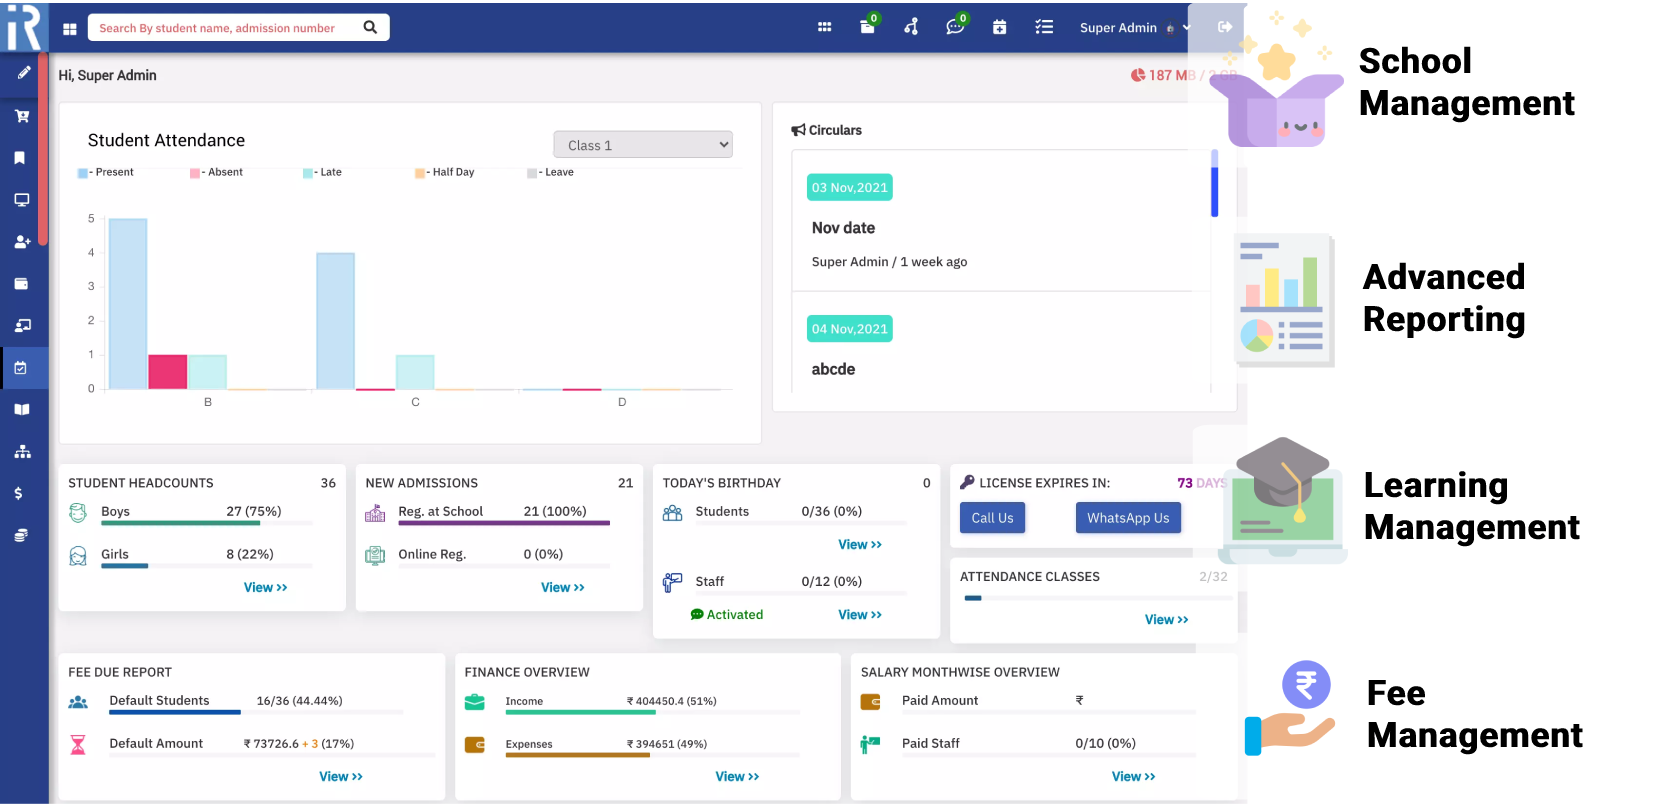 iR
Search By student name, admission number
0
0
Super Admin
Hi, Super Admin
187 MB / 2 GB
Student Attendance
Class 1
- Present
- Absent
- Late
- Half Day
- Leave
5
4
3
2
1
0
B
C
D
Circulars
03 Nov,2021
Nov date
Super Admin / 1 week ago
04 Nov,2021
abcde
STUDENT HEADCOUNTS 36
Boys 27 (75%)
Girls 8 (22%)
View >>
NEW ADMISSIONS 21
Reg. at School 21 (100%)
Online Reg. 0 (0%)
View >>
TODAY'S BIRTHDAY 0
Students 0/36 (0%)
View >>
Staff 0/12 (0%)
Activated View >>
LICENSE EXPIRES IN: 73 DAYS
Call Us WhatsApp Us
ATTENDANCE CLASSES 2/32
View >>
FEE DUE REPORT
Default Students 16/36 (44.44%)
Default Amount ₹ 73726.6 + 3 (17%)
View >>
FINANCE OVERVIEW
Income ₹ 404450.4 (51%)
Expenses ₹ 394651 (49%)
View >>
SALARY MONTHWISE OVERVIEW
Paid Amount ₹
Paid Staff 0/10 (0%)
View >>
School
Management
Advanced
Reporting
Learning
Management
₹
Fee
Management